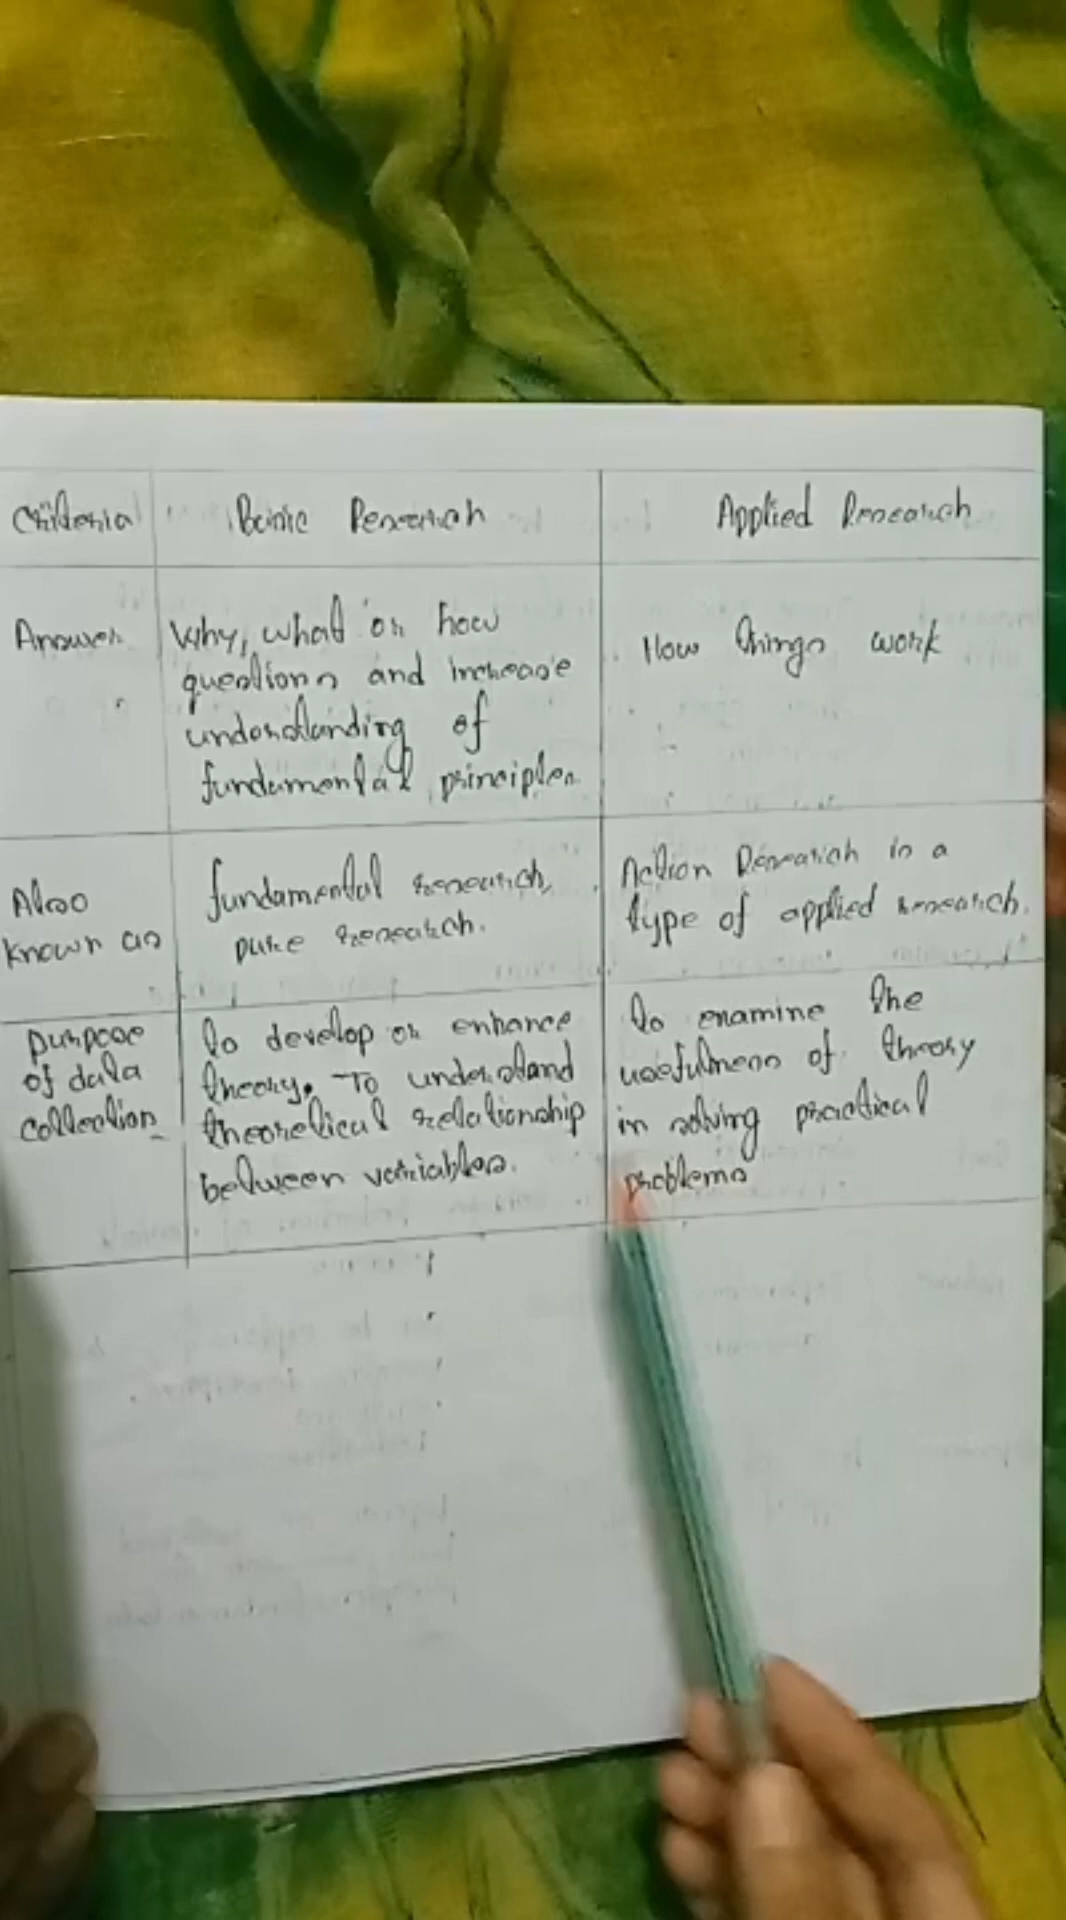 Criteria Basic Research Applied Research
Answer Why, what or how How things work
questions and increase
understanding of
fundamental principles
Also known as fundamental research, pure research. Action Research is a type of applied research.
Purpose of data collection
To develop or enhance
theory. To understand
theoretical relationship
between variables.
To examine the
usefulness of theory
in solving practical
problems